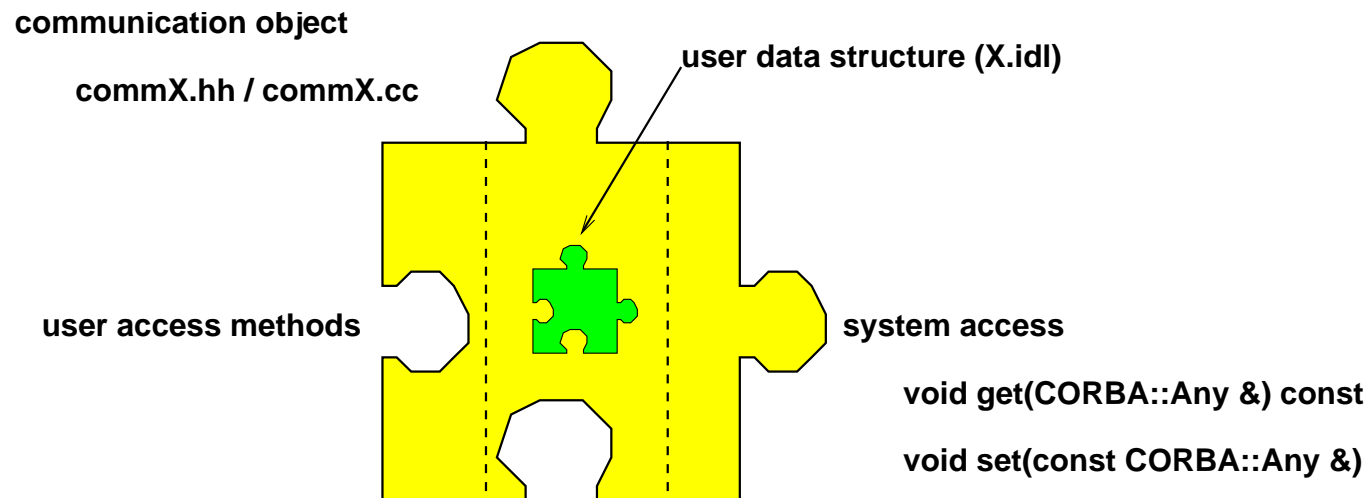 communication object
user data structure (X.idl)
commX.hh / commX.cc
user access methods
system access
void get(CORBA::Any &) const
void set(const CORBA::Any &)